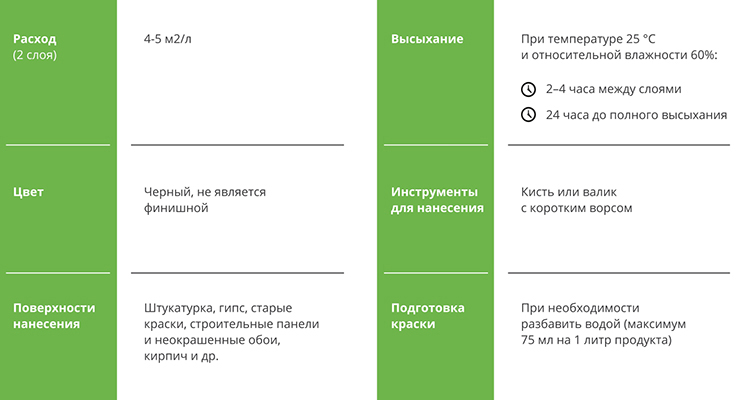 Расход
(2 слоя)
4-5 м2/л
Цвет
Черный, не является
финишной
Поверхности
нанесения
Штукатурка, гипс, старые
краски, строительные панели
и неокрашенные обои,
кирпич и др.
Высыхание
При температуре 25 °C
и относительной влажности 60%:
2–4 часа между слоями
24 часа до полного высыхания
Инструменты
для нанесения
Кисть или валик
с коротким ворсом
Подготовка
краски
При необходимости
разбавить водой (максимум
75 мл на 1 литр продукта)